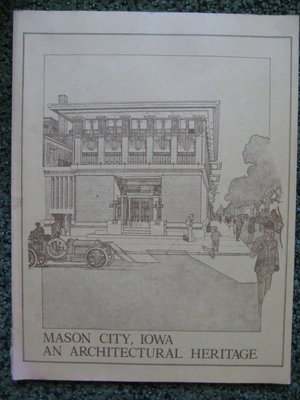 MASON CITY, IOWA
AN ARCHITECTURAL HERITAGE